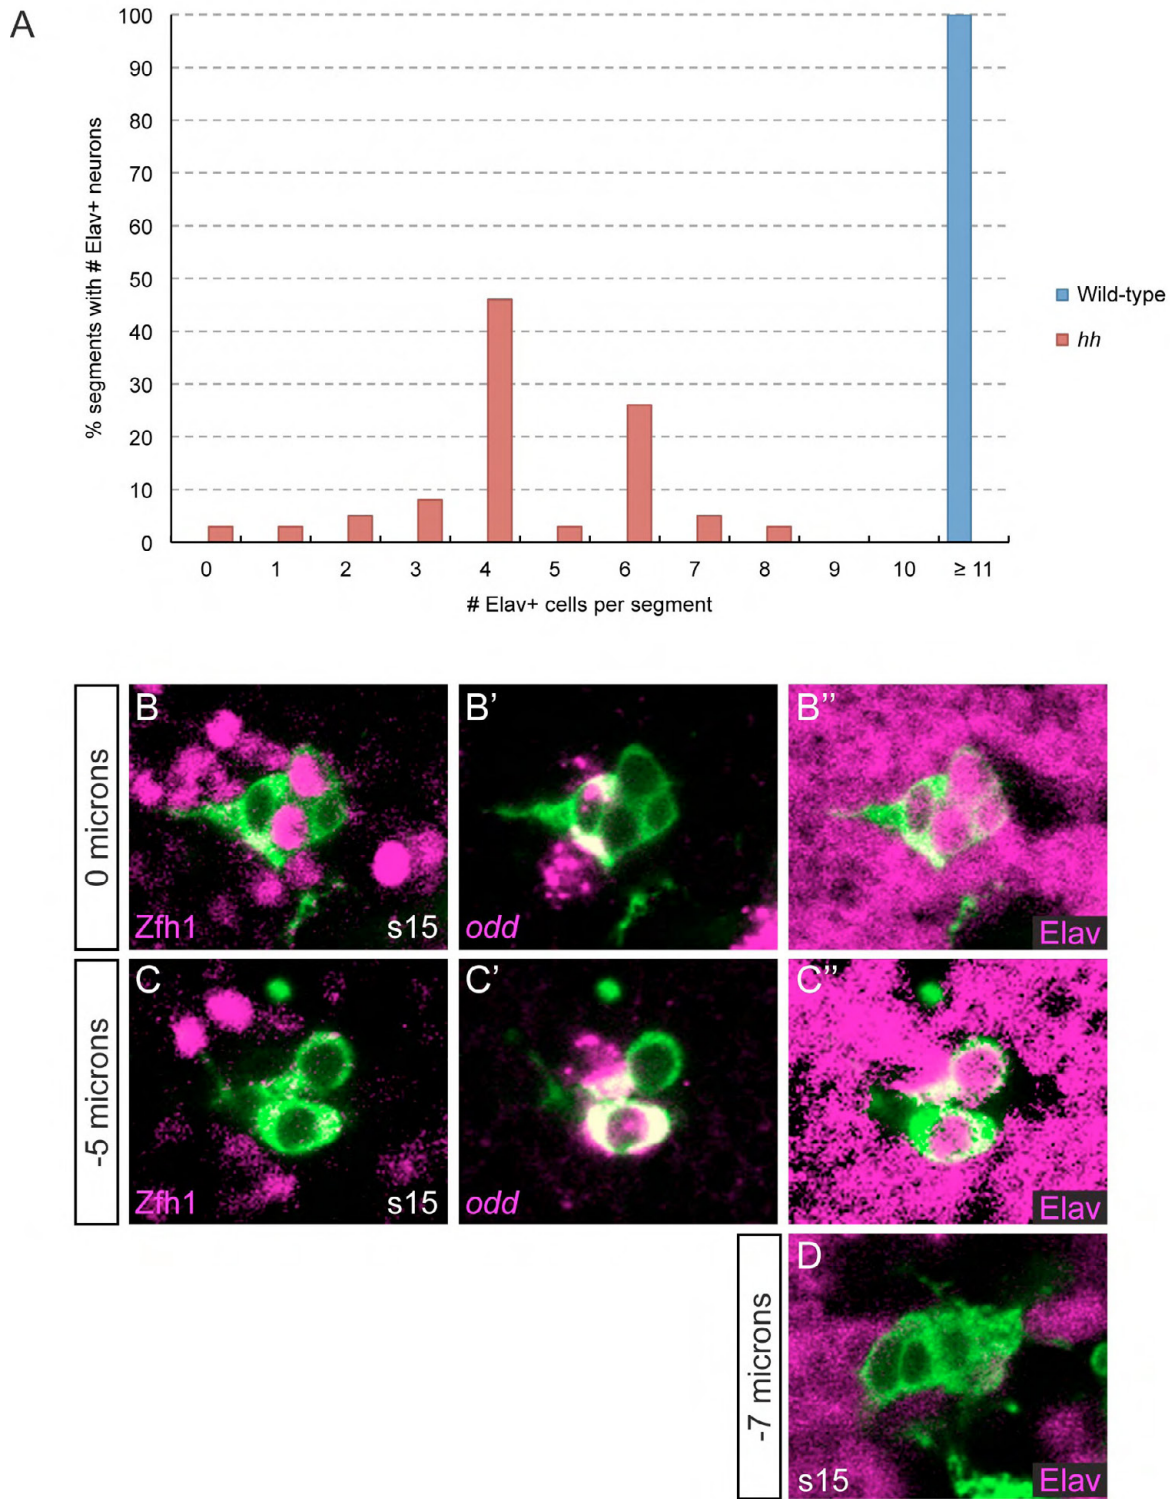 A
100
90
80
70
60
50
40
30
20
10
0
% segments with # Elav+ neurons
0 1 2 3 4 5 6 7 8 9 10 ≥ 11
# Elav+ cells per segment
Wild-type
hh
0 microns
B
Zfh1 s15
B’
odd
B’’
Elav
-5 microns
C
Zfh1 s15
C’
odd
C’’
Elav
-7 microns
D
s15 Elav